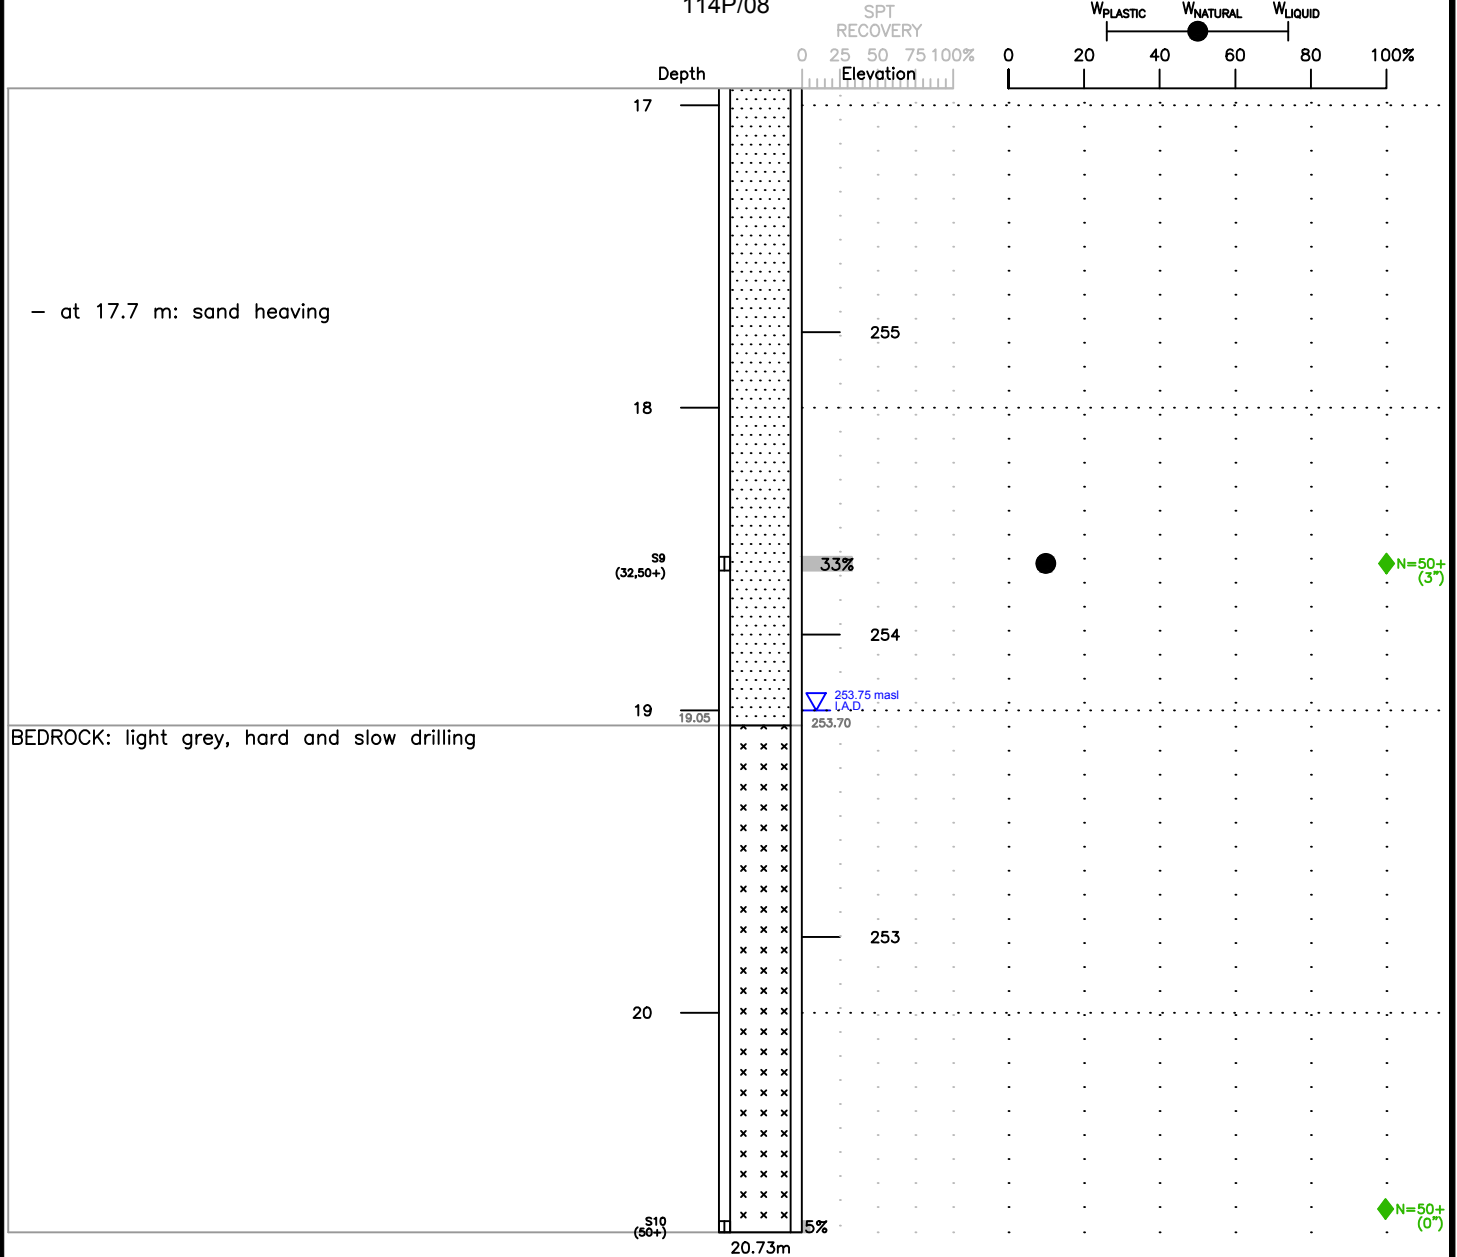 114P/08
SPT
RECOVERY
0 25 50 75 100%
WPLASTIC WNATURAL WLIQUID
0 20 40 60 80 100%
Depth
Elevation
17
– at 17.7 m: sand heaving
255
18
S9
(32,50+)
33%
N=50+
(3")
254
253.75 masl
I.A.D.
19
19.05
253.70
BEDROCK: light grey, hard and slow drilling
253
20
S10
(50+)
5%
N=50+
(0")
20.73m